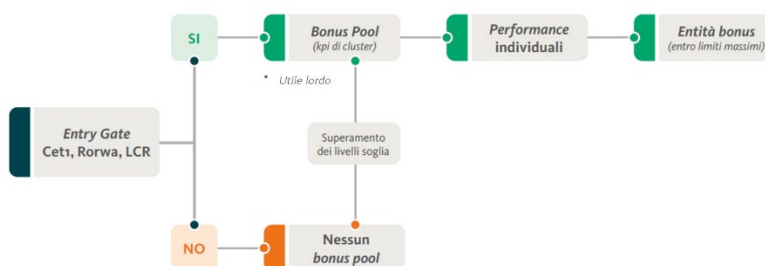 SI
Bonus Pool
(kpi di cluster)
Performance
individuali
Entità bonus
(entro limiti massimi)
* Utile lordo
Entry Gate
Cet1, Rorwa, LCR
Superamento
dei livelli soglia
NO
Nessun
bonus pool